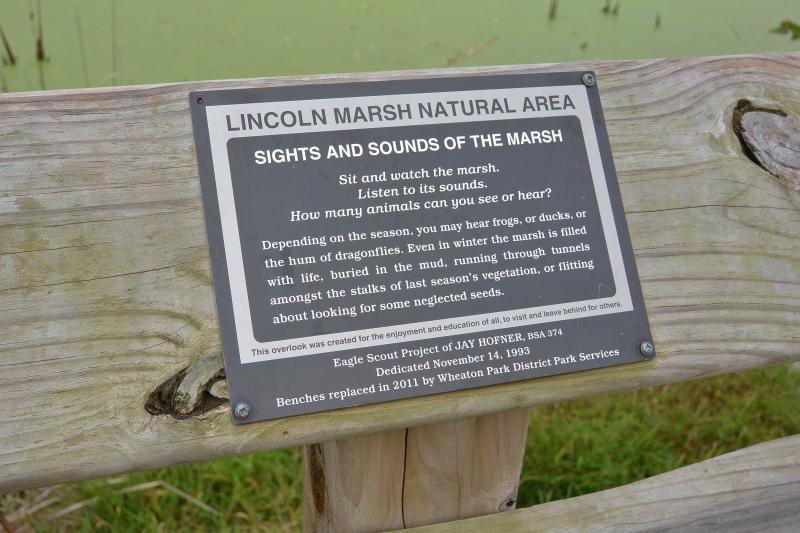 LINCOLN MARSH NATURAL AREA
SIGHTS AND SOUNDS OF THE MARSH
Sit and watch the marsh.
Listen to its sounds.
How many animals can you see or hear?
Depending on the season, you may hear frogs, or ducks, or
the hum of dragonflies. Even in winter the marsh is filled
with life, buried in the mud, running through tunnels
amongst the stalks of last season's vegetation, or flitting
about looking for some neglected seeds.
This overlook was created for the enjoyment and education of all, to visit and leave behind for others.
Eagle Scout Project of JAY HOFNER, BSA 374
Dedicated November 14, 1993
Benches replaced in 2011 by Wheaton Park District Park Services